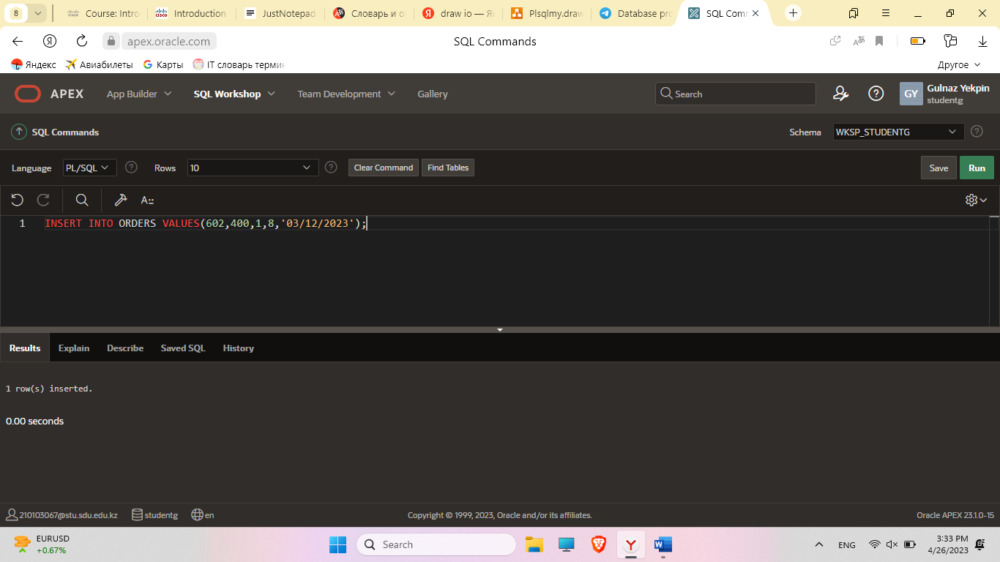 8
Course: Intro
Introduction
JustNotepad
Словарь и о
draw io — Ян
Plsqlmy.draw
Database pro
SQL Comm
apex.oracle.com
SQL Commands
Яндекс
Авиабилеты
Карты
IT словарь термин
Другое
APEX
App Builder
SQL Workshop
Team Development
Gallery
Search
GY
Gulnaz Yekpin
studentg
SQL Commands
Schema
WKSP_STUDENTG
Language
PL/SQL
Rows
10
Clear Command
Find Tables
Save
Run
1 INSERT INTO ORDERS VALUES(602,400,1,8,'03/12/2023');
Results
Explain
Describe
Saved SQL
History
1 row(s) inserted.
0.00 seconds
210103067@stu.sdu.edu.kz
studentg
en
Copyright © 1999, 2023, Oracle and/or its affiliates.
Oracle APEX 23.1.0-15
EURUSD
+0.67%
Search
ENG
3:33 PM
4/26/2023